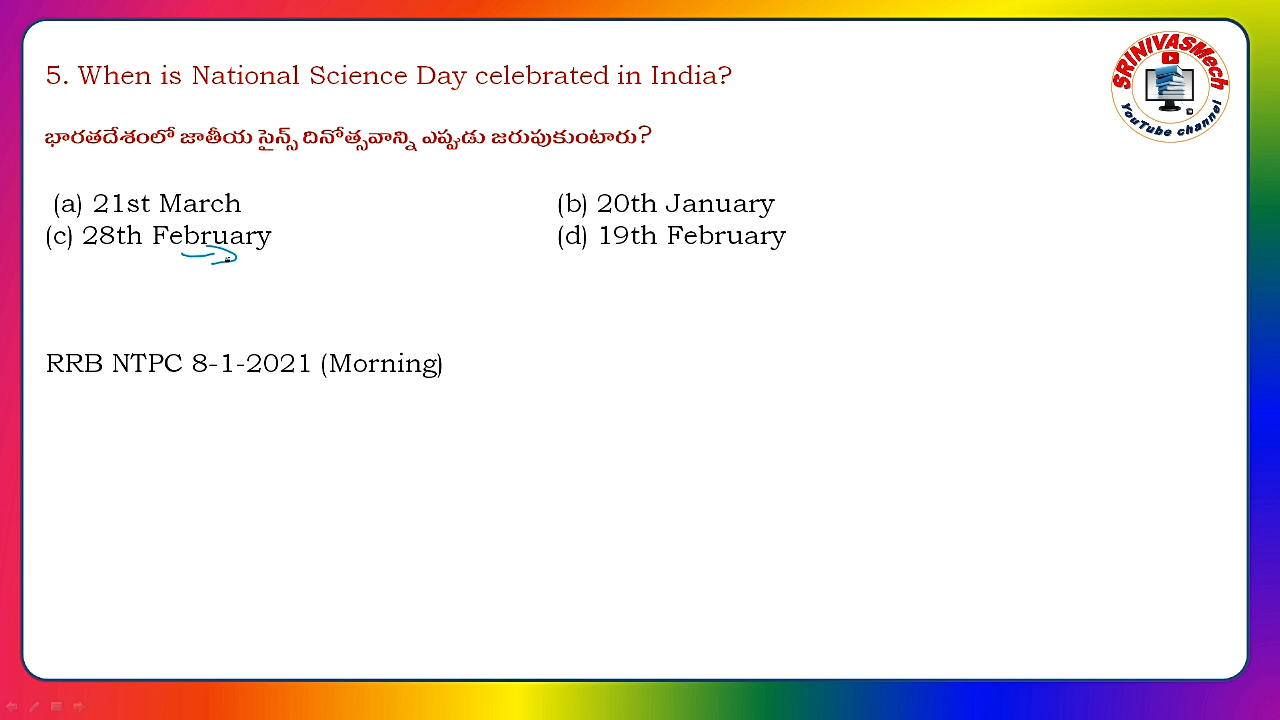 5. When is National Science Day celebrated in India?
భారతదేశంలో జాతీయ సైన్స్ దినోత్సవాన్ని ఎప్పుడు జరుపుకుంటారు?
(a) 21st March (b) 20th January
(c) 28th February (d) 19th February
RRB NTPC 8-1-2021 (Morning)
SRINIVASMech
YouTube channel